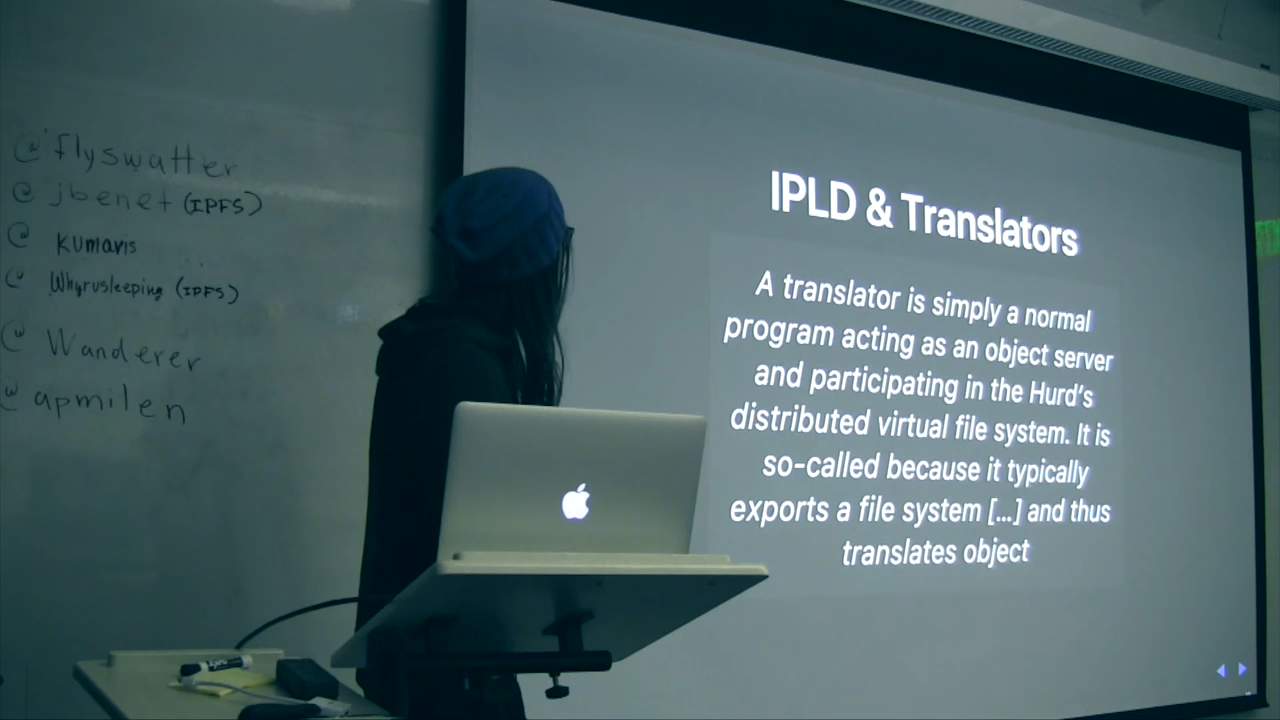 @flyswatter
@jbenet (IPFS)
@ kumavis
@ Whyrusleeping (IPFS)
@ Wanderer
@apmilen
IPLD & Translators
A translator is simply a normal
program acting as an object server
and participating in the Hurd's
distributed virtual file system. It is
so-called because it typically
exports a file system [...] and thus
translates object